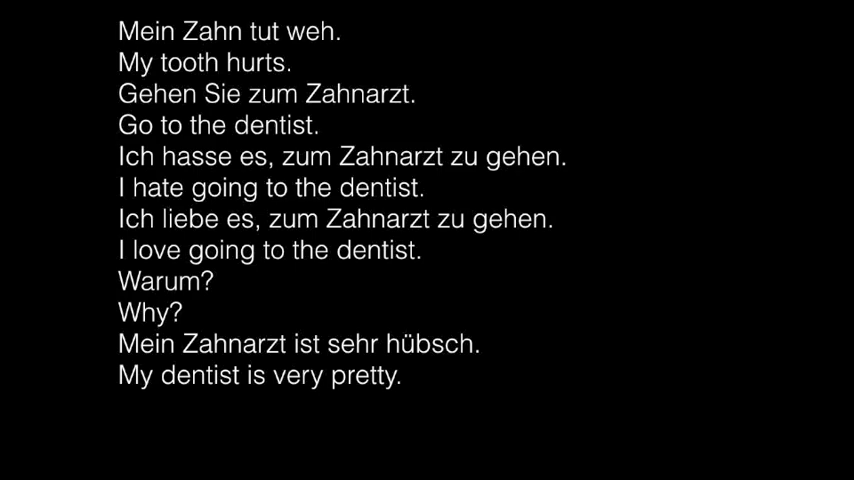 Mein Zahn tut weh.
My tooth hurts.
Gehen Sie zum Zahnarzt.
Go to the dentist.
Ich hasse es, zum Zahnarzt zu gehen.
I hate going to the dentist.
Ich liebe es, zum Zahnarzt zu gehen.
I love going to the dentist.
Warum?
Why?
Mein Zahnarzt ist sehr hübsch.
My dentist is very pretty.